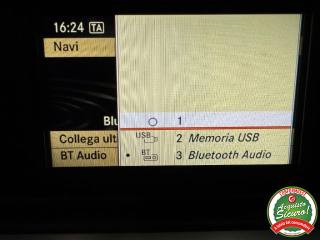 16:24 TA
Navi
Blu
1
Collega ult
USB 2 Memoria USB
BT Audio
BT 3 Bluetooth Audio
Acquisto
Sicuro!